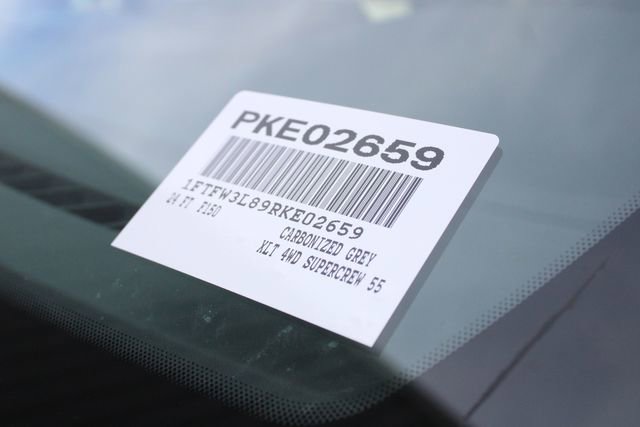 PKE02659
1FTFW3L89RKE02659
24 FT F150
CARBONIZED GREY
XLT 4WD SUPERCREW 55